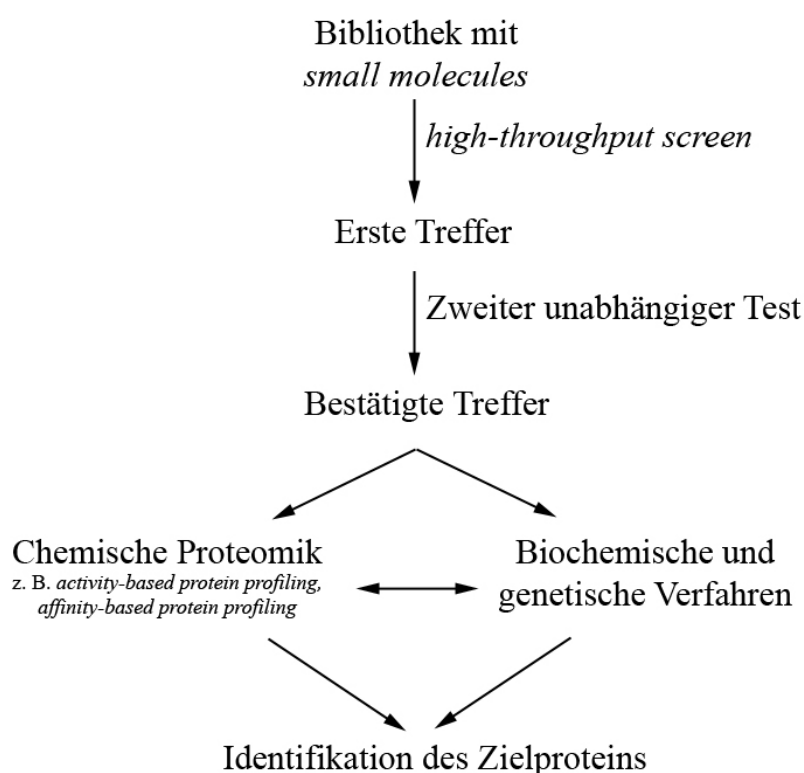 Bibliothek mit
small molecules
high-throughput screen
Erste Treffer
Zweiter unabhängiger Test
Bestätigte Treffer
Chemische Proteomik
z. B. activity-based protein profiling,
affinity-based protein profiling
Biochemische und
genetische Verfahren
Identifikation des Zielproteins